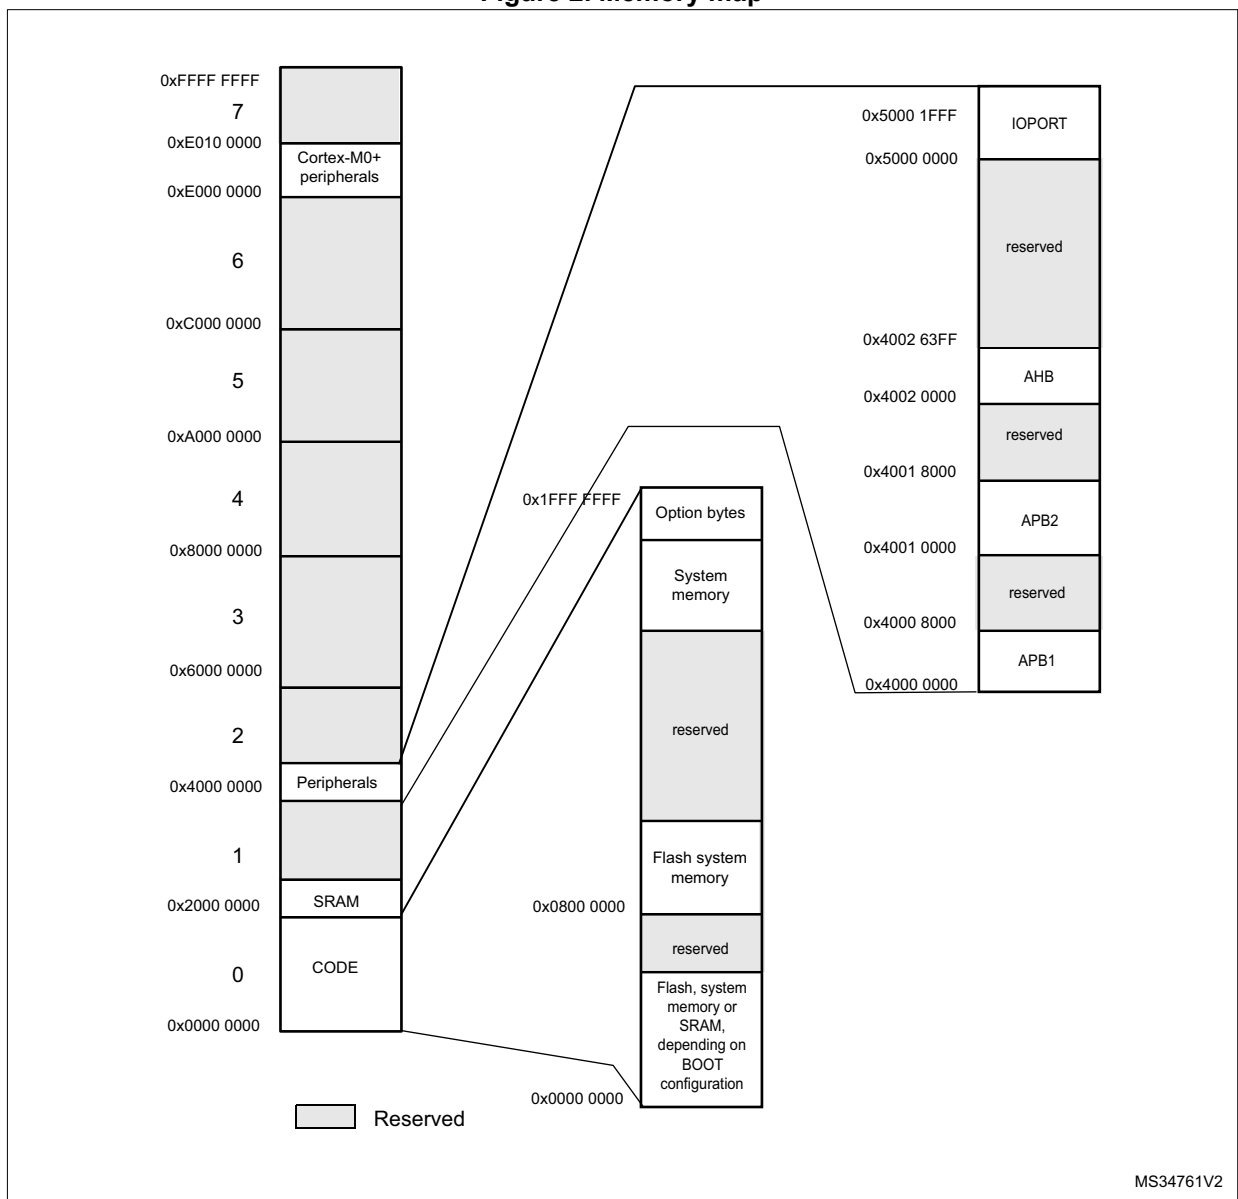 Figure 2. Memory map
0xFFFF FFFF
7
0xE010 0000
Cortex-M0+
peripherals
0xE000 0000
6
0xC000 0000
5
0xA000 0000
4
0x8000 0000
3
0x6000 0000
2
Peripherals
0x4000 0000
1
SRAM
0x2000 0000
CODE
0
0x0000 0000
0x1FFF FFFF
Option bytes
System
memory
reserved
Flash system
memory
0x0800 0000
reserved
Flash, system
memory or
SRAM,
depending on
BOOT
configuration
0x0000 0000
0x5000 1FFF
IOPORT
0x5000 0000
reserved
0x4002 63FF
AHB
0x4002 0000
reserved
0x4001 8000
APB2
0x4001 0000
reserved
0x4000 8000
APB1
0x4000 0000
Reserved
MS34761V2